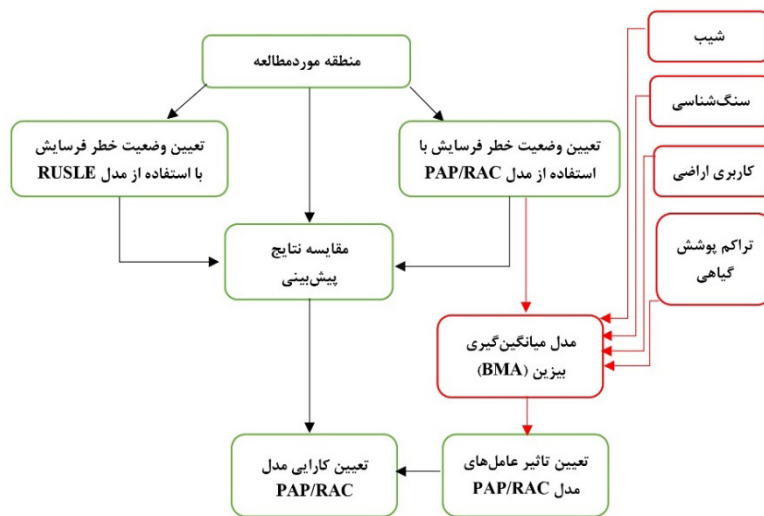 شیب
منطقه موردمطالعه
سنگ‌شناسی
تعیین وضعیت خطر فرسایش با
استفاده از مدل PAP/RAC
تعیین وضعیت خطر فرسایش
با استفاده از مدل RUSLE
کاربری اراضی
تراکم پوشش
گیاهی
مقایسه نتایج
پیش‌بینی
مدل میانگین‌گیری
بیزین (BMA)
تعیین تاثیر عامل‌های
مدل PAP/RAC
تعیین کارایی مدل
PAP/RAC